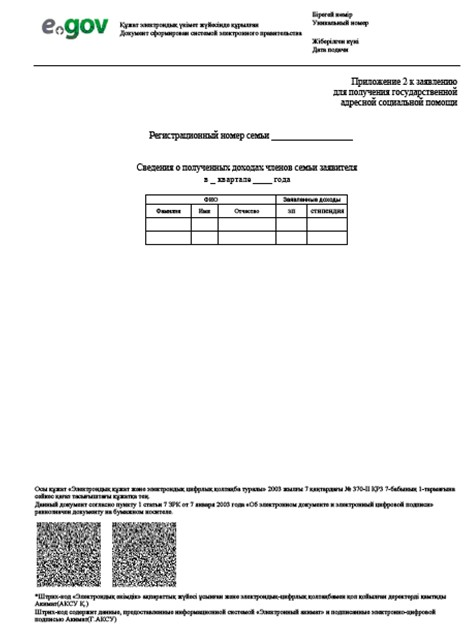 e.gov
Құжат электрондық үкімет жүйесінде құрылған
Документ сформирован системой электронного правительства
Бірегей нөмір
Уникальный номер
Жіберілген күні
Дата подачи
Приложение 2 к заявлению
для получения государственной
адресной социальной помощи
Регистрационный номер семьи _________________
Сведения о полученных доходах членов семьи заявителя
в _ квартале ____ года
ФИО Заявленные доходы
Фамилия Имя Отчество ЗП стипендия
Осы құжат «Электрондық құжат және электрондық цифрлық қолтаңба туралы» 2003 жылғы 7 қаңтардағы № 370-II ҚРЗ 7-бабының 1-тармағына
сәйкес қағаз тасығыштағы құжатқа тең.
Данный документ согласно пункту 1 статьи 7 ЗРК от 7 января 2003 года «Об электронном документе и электронной цифровой подписи»
равнозначен документу на бумажном носителе.
*Штрих-код «Электрондық әкімдік» ақпараттық жүйесі ұсынған және электрондық-цифрлық қолтаңбамен қол қойылған деректерді қамтиды
Акимат(АКСУ Қ.)
Штрих-код содержит данные, предоставленные информационной системой «Электронный акимат» и подписанные электронно-цифровой
подписью Акимат(Г.АКСУ)